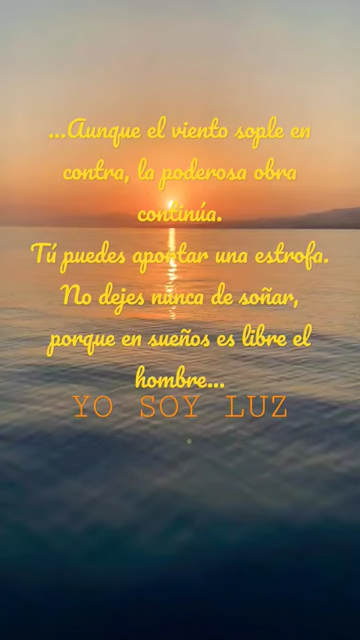 ...Aunque el viento sople en
contra, la poderosa obra
continúa.
Tú puedes aportar una estrofa.
No dejes nunca de soñar,
porque en sueños es libre el
hombre...
YO SOY LUZ